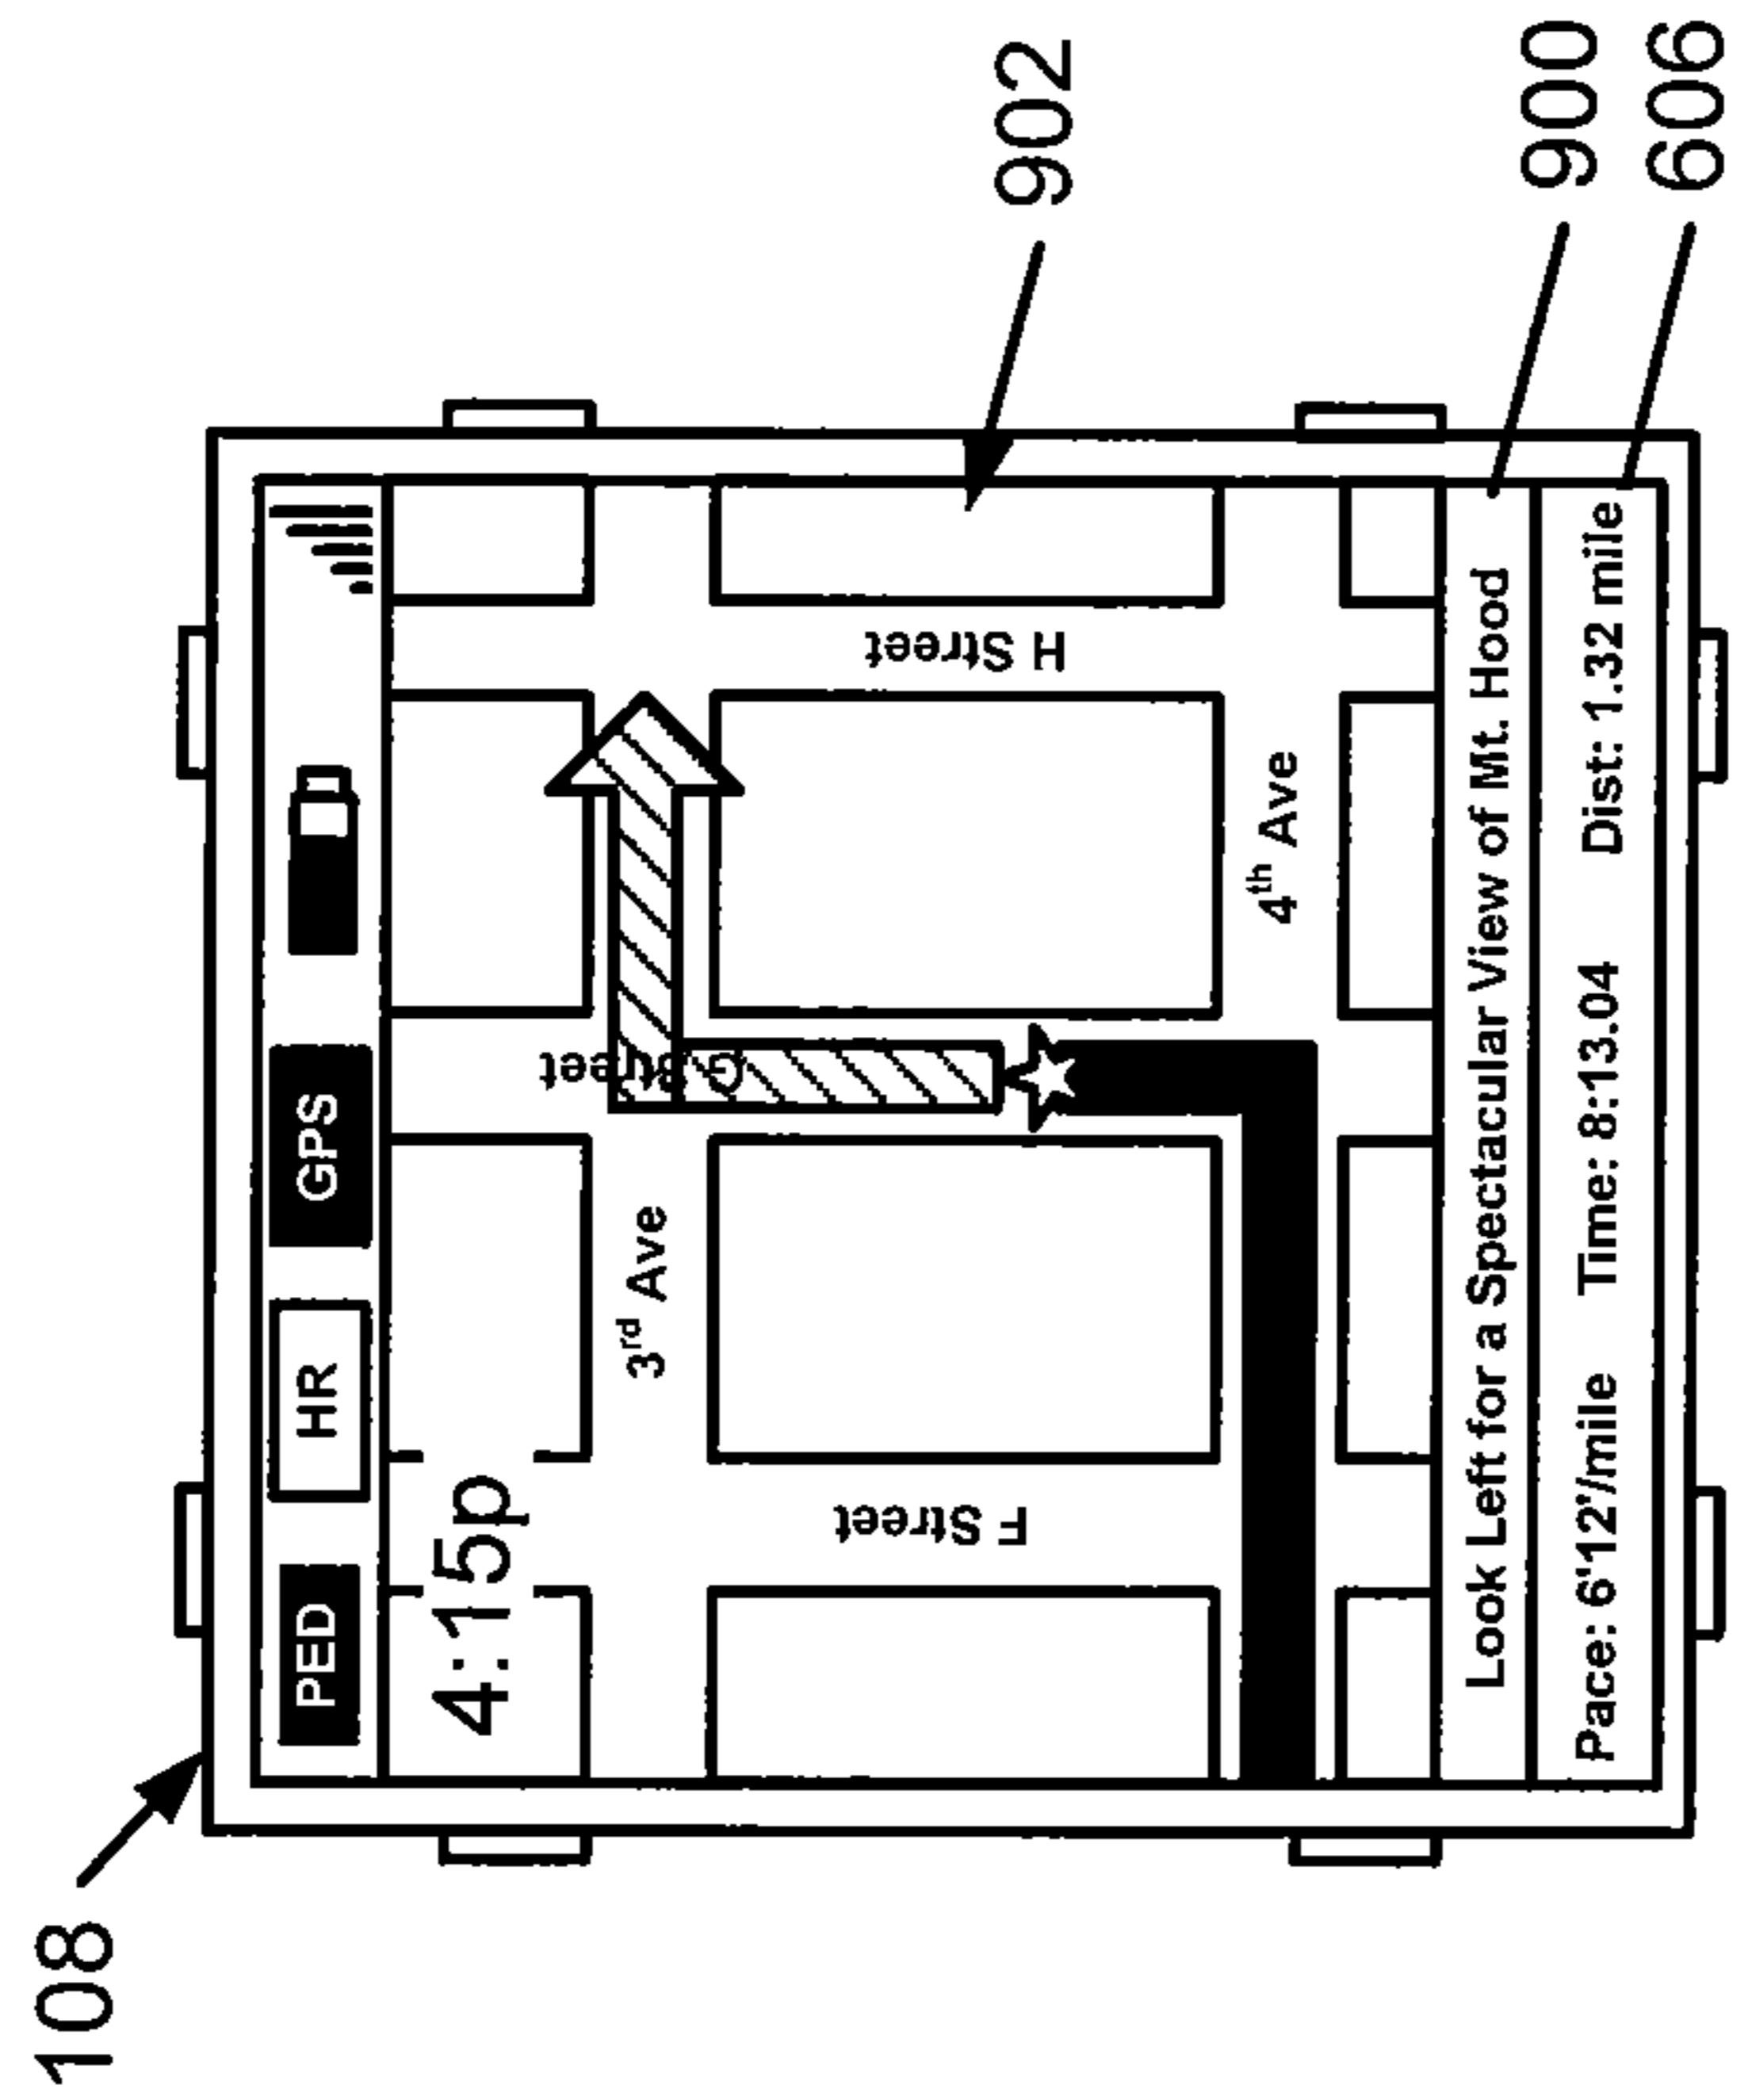 108
PED HR GPS
4:15p
3rd Ave
G Street
F Street
H Street
4th Ave
902
Look Left for a Spectacular View of Mt. Hood
900
Pace: 6'12'/mile Time: 8:13.04 Dist: 1.32 mile
606